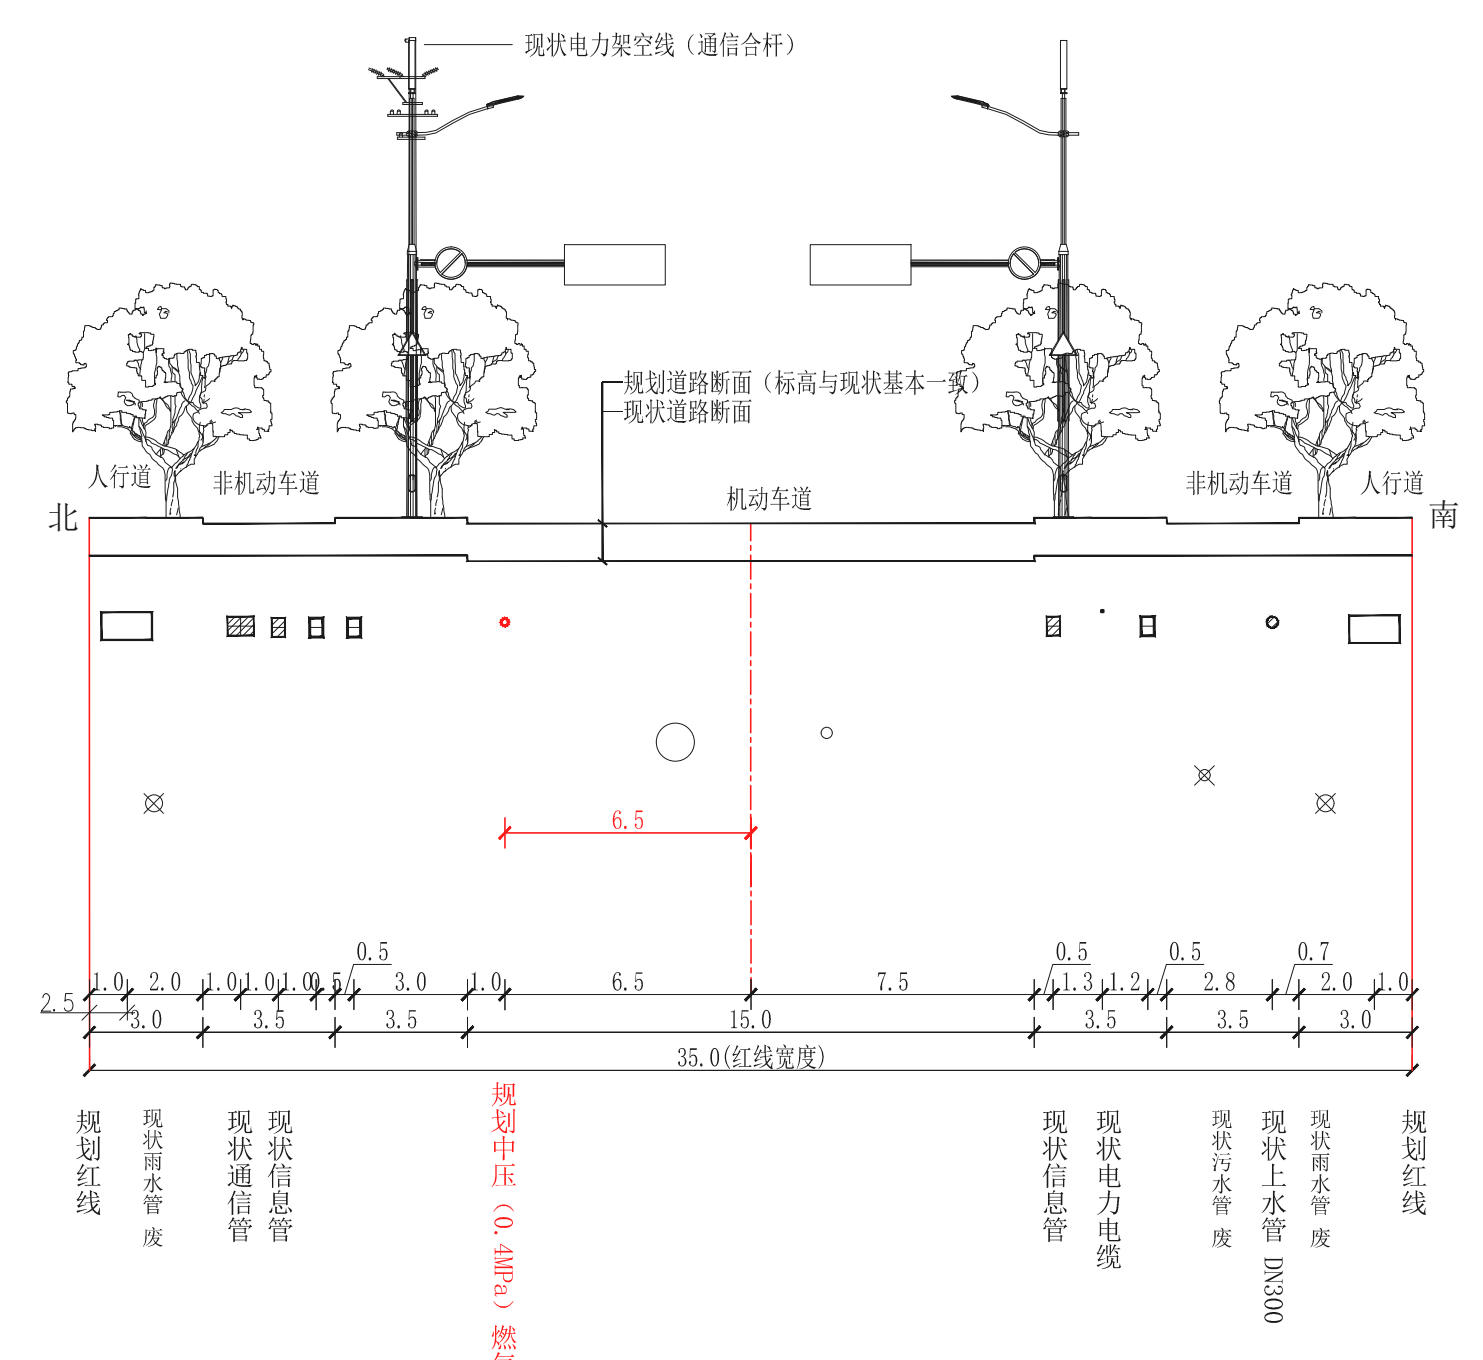 现状电力架空线（通信合杆）
规划道路断面（标高与现状基本一致）
现状道路断面
人行道
非机动车道
机动车道
非机动车道
人行道
北
南
6.5
0.5
0.5
0.5
0.7
1.0
2.0
1.0
1.0
1.0
0.5
3.0
1.0
6.5
7.5
1.3
1.2
2.8
2.0
1.0
2.5
3.0
3.5
3.5
15.0
3.5
3.5
3.0
35.0(红线宽度)
规划红线
现状雨水管 废
现状通信管
现状信息管
规划中压（0.4MPa）燃
现状信息管
现状电力电缆
现状污水管 废
现状上水管 DN300
现状雨水管 废
规划红线